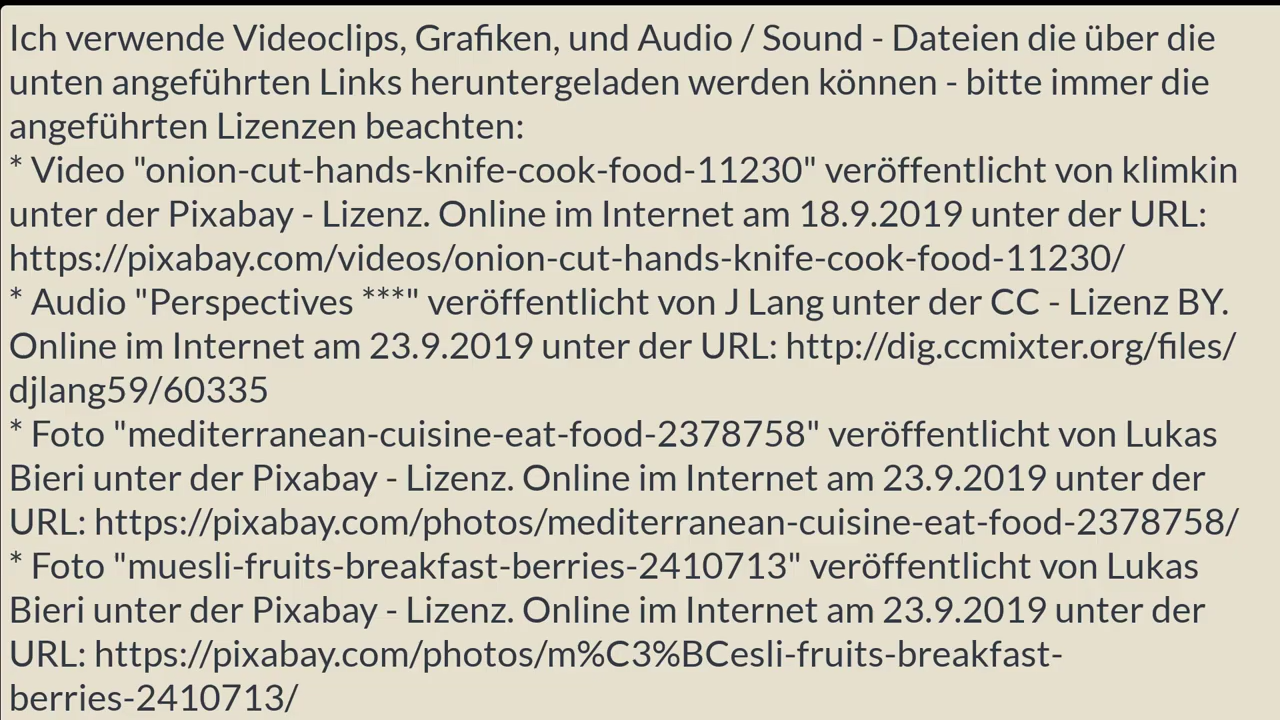 Ich verwende Videoclips, Grafiken, und Audio / Sound - Dateien die über die
unten angeführten Links heruntergeladen werden können - bitte immer die
angeführten Lizenzen beachten:
* Video "onion-cut-hands-knife-cook-food-11230" veröffentlicht von klimkin
unter der Pixabay - Lizenz. Online im Internet am 18.9.2019 unter der URL:
https://pixabay.com/videos/onion-cut-hands-knife-cook-food-11230/
* Audio "Perspectives ***" veröffentlicht von J Lang unter der CC - Lizenz BY.
Online im Internet am 23.9.2019 unter der URL: http://dig.ccmixter.org/files/
djlang59/60335
* Foto "mediterranean-cuisine-eat-food-2378758" veröffentlicht von Lukas
Bieri unter der Pixabay - Lizenz. Online im Internet am 23.9.2019 unter der
URL: https://pixabay.com/photos/mediterranean-cuisine-eat-food-2378758/
* Foto "muesli-fruits-breakfast-berries-2410713" veröffentlicht von Lukas
Bieri unter der Pixabay - Lizenz. Online im Internet am 23.9.2019 unter der
URL: https://pixabay.com/photos/m%C3%BCesli-fruits-breakfast-
berries-2410713/